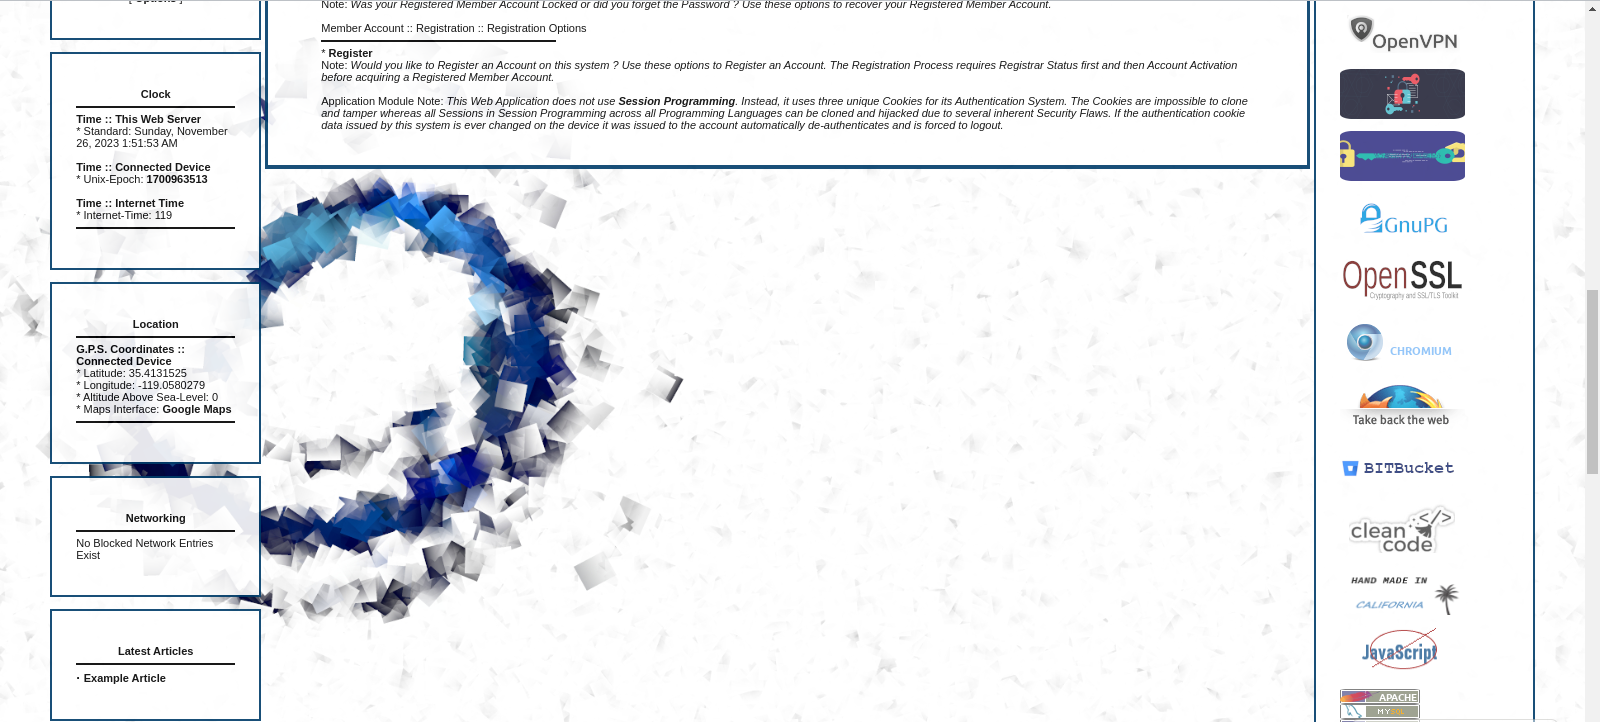 [ Options ]
Clock
Time :: This Web Server
* Standard: Sunday, November
26, 2023 1:51:53 AM
Time :: Connected Device
* Unix-Epoch: 1700963513
Time :: Internet Time
* Internet-Time: 119
Location
G.P.S. Coordinates ::
Connected Device
* Latitude: 35.4131525
* Longitude: -119.0580279
* Altitude Above Sea-Level: 0
* Maps Interface: Google Maps
Networking
No Blocked Network Entries
Exist
Latest Articles
· Example Article
Note: Was your Registered Member Account Locked or did you forget the Password ? Use these options to recover your Registered Member Account.
Member Account :: Registration :: Registration Options
* Register
Note: Would you like to Register an Account on this system ? Use these options to Register an Account. The Registration Process requires Registrar Status first and then Account Activation
before acquiring a Registered Member Account.
Application Module Note: This Web Application does not use Session Programming. Instead, it uses three unique Cookies for its Authentication System. The Cookies are impossible to clone
and tamper whereas all Sessions in Session Programming across all Programming Languages can be cloned and hijacked due to several inherent Security Flaws. If the authentication cookie
data issued by this system is ever changed on the device it was issued to the account automatically de-authenticates and is forced to logout.
OpenVPN
GnuPG
OpenSSL
Cryptography and SSL/TLS Toolkit
CHROMIUM
Take back the web
BITBucket
</>
clean
code
HAND MADE IN
CALIFORNIA
JavaScript
APACHE
MYSQL